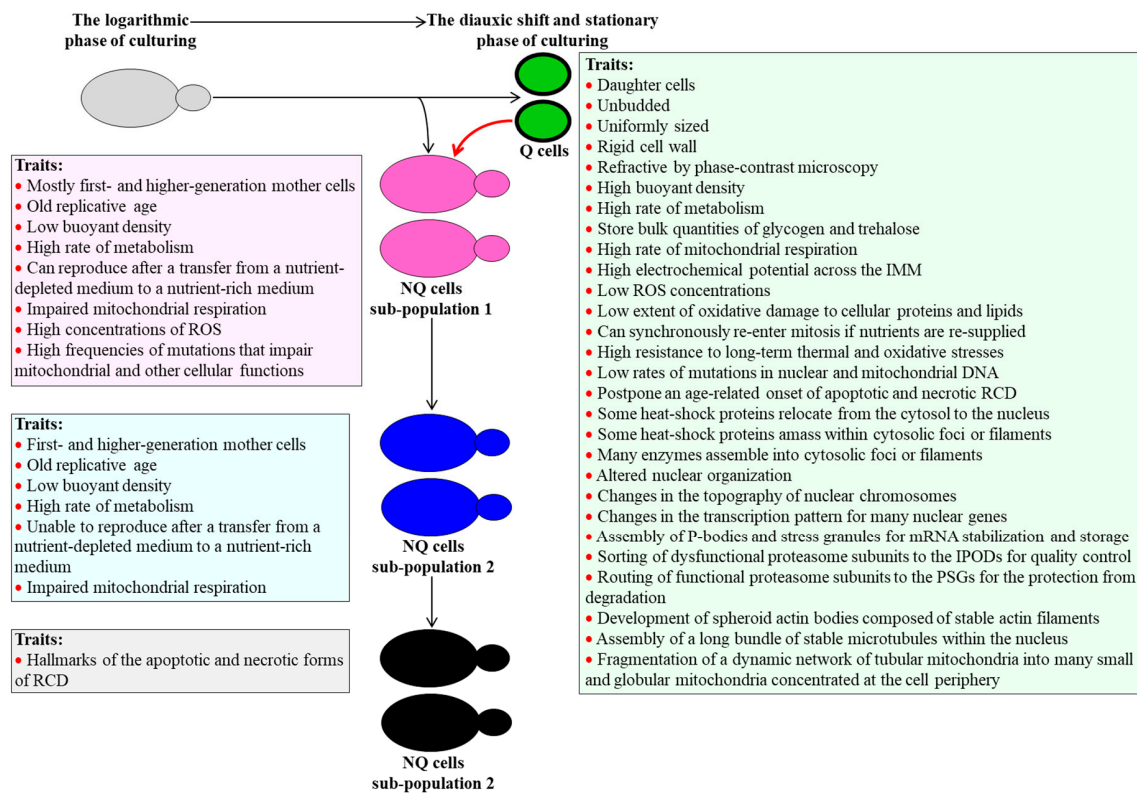 The logarithmic
phase of culturing
The diauxic shift and stationary
phase of culturing
Q cells
Traits:
• Daughter cells
• Unbudded
• Uniformly sized
• Rigid cell wall
• Refractive by phase-contrast microscopy
• High buoyant density
• High rate of metabolism
• Store bulk quantities of glycogen and trehalose
• High rate of mitochondrial respiration
• High electrochemical potential across the IMM
• Low ROS concentrations
• Low extent of oxidative damage to cellular proteins and lipids
• Can synchronously re-enter mitosis if nutrients are re-supplied
• High resistance to long-term thermal and oxidative stresses
• Low rates of mutations in nuclear and mitochondrial DNA
• Postpone an age-related onset of apoptotic and necrotic RCD
• Some heat-shock proteins relocate from the cytosol to the nucleus
• Some heat-shock proteins amass within cytosolic foci or filaments
• Many enzymes assemble into cytosolic foci or filaments
• Altered nuclear organization
• Changes in the topography of nuclear chromosomes
• Changes in the transcription pattern for many nuclear genes
• Assembly of P-bodies and stress granules for mRNA stabilization and storage
• Sorting of dysfunctional proteasome subunits to the IPODs for quality control
• Routing of functional proteasome subunits to the PSGs for the protection from
degradation
• Development of spheroid actin bodies composed of stable actin filaments
• Assembly of a long bundle of stable microtubules within the nucleus
• Fragmentation of a dynamic network of tubular mitochondria into many small
and globular mitochondria concentrated at the cell periphery
Traits:
• Mostly first- and higher-generation mother cells
• Old replicative age
• Low buoyant density
• High rate of metabolism
• Can reproduce after a transfer from a nutrient-
depleted medium to a nutrient-rich medium
• Impaired mitochondrial respiration
• High concentrations of ROS
• High frequencies of mutations that impair
mitochondrial and other cellular functions
NQ cells
sub-population 1
Traits:
• First- and higher-generation mother cells
• Old replicative age
• Low buoyant density
• High rate of metabolism
• Unable to reproduce after a transfer from a
nutrient-depleted medium to a nutrient-rich
medium
• Impaired mitochondrial respiration
NQ cells
sub-population 2
Traits:
• Hallmarks of the apoptotic and necrotic forms
of RCD
NQ cells
sub-population 2